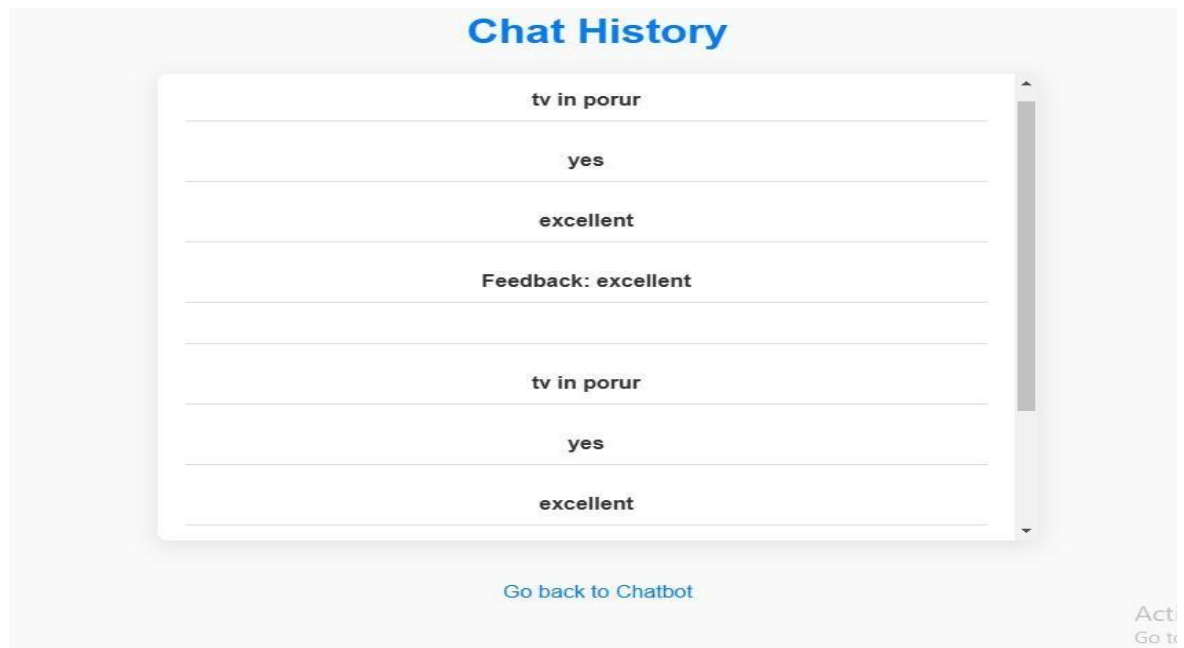 Chat History
tv in porur
yes
excellent
Feedback: excellent
tv in porur
yes
excellent
Go back to Chatbot
Acti
Go to